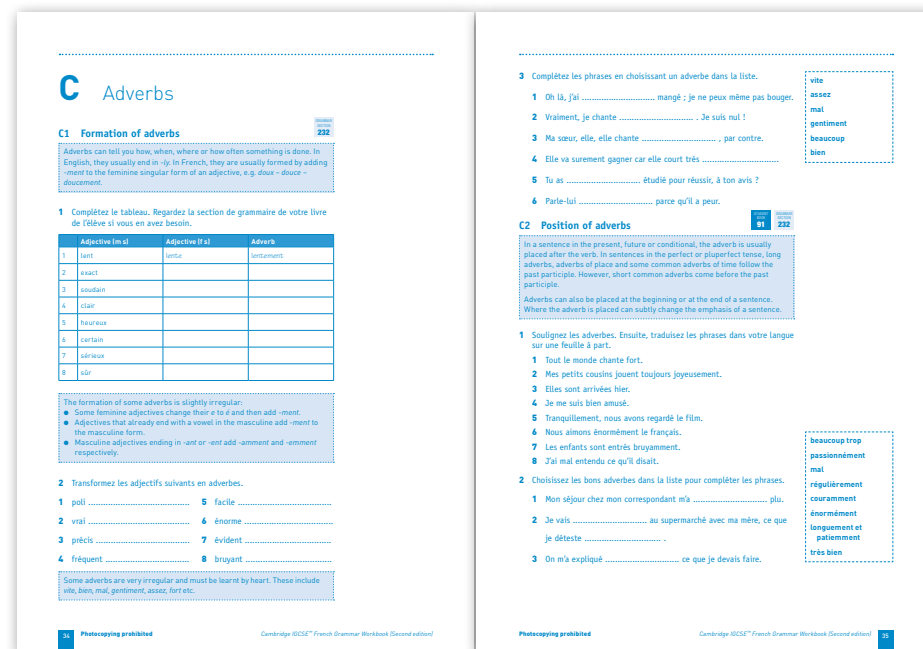 C Adverbs
GRAMMAR
SECTION
232
C1 Formation of adverbs
Adverbs can tell you how, when, where or how often something is done. In
English, they usually end in -ly. In French, they are usually formed by adding
-ment to the feminine singular form of an adjective, e.g. doux – douce –
doucement.
1 Complétez le tableau. Regardez la section de grammaire de votre livre
de l'élève si vous en avez besoin.
Adjective (m s) Adjective (f s) Adverb
1 lent lente lentement
2 exact
3 soudain
4 clair
5 heureux
6 certain
7 sérieux
8 sûr
The formation of some adverbs is slightly irregular:
● Some feminine adjectives change their e to é and then add -ment.
● Adjectives that already end with a vowel in the masculine add -ment to
the masculine form.
● Masculine adjectives ending in -ant or -ent add -amment and -emment
respectively.
2 Transformez les adjectifs suivants en adverbes.
1 poli .................................... 5 facile ....................................
2 vrai .................................... 6 énorme ....................................
3 précis .................................... 7 évident ....................................
4 fréquent .................................... 8 bruyant ....................................
Some adverbs are very irregular and must be learnt by heart. These include
vite, bien, mal, gentiment, assez, fort etc.
34 Photocopying prohibited Cambridge IGCSE™ French Grammar Workbook (Second edition)
3 Complétez les phrases en choisissant un adverbe dans la liste.
1 Oh là, j'ai ............................ mangé ; je ne peux même pas bouger.
2 Vraiment, je chante ............................ . Je suis nul !
3 Ma sœur, elle, elle chante ............................ , par contre.
4 Elle va surement gagner car elle court très ............................
5 Tu as ............................ étudié pour réussir, à ton avis ?
6 Parle-lui ............................ parce qu'il a peur.
vite
assez
mal
gentiment
beaucoup
bien
STUDENT
BOOK
91
GRAMMAR
SECTION
232
C2 Position of adverbs
In a sentence in the present, future or conditional, the adverb is usually
placed after the verb. In sentences in the perfect or pluperfect tense, long
adverbs, adverbs of place and some common adverbs of time follow the
past participle. However, short common adverbs come before the past
participle.
Adverbs can also be placed at the beginning or at the end of a sentence.
Where the adverb is placed can subtly change the emphasis of a sentence.
1 Soulignez les adverbes. Ensuite, traduisez les phrases dans votre langue
sur une feuille à part.
1 Tout le monde chante fort.
2 Mes petits cousins jouent toujours joyeusement.
3 Elles sont arrivées hier.
4 Je me suis bien amusé.
5 Tranquillement, nous avons regardé le film.
6 Nous aimons énormément le français.
7 Les enfants sont entrés bruyamment.
8 J'ai mal entendu ce qu'il disait.
2 Choisissez les bons adverbes dans la liste pour compléter les phrases.
1 Mon séjour chez mon correspondant m'a ............................ plu.
2 Je vais ............................ au supermarché avec ma mère, ce que
je déteste ............................ .
3 On m'a expliqué ............................ ce que je devais faire.
beaucoup trop
passionnément
mal
régulièrement
couramment
énormément
longuement et
patiemment
très bien
Photocopying prohibited Cambridge IGCSE™ French Grammar Workbook (Second edition) 35